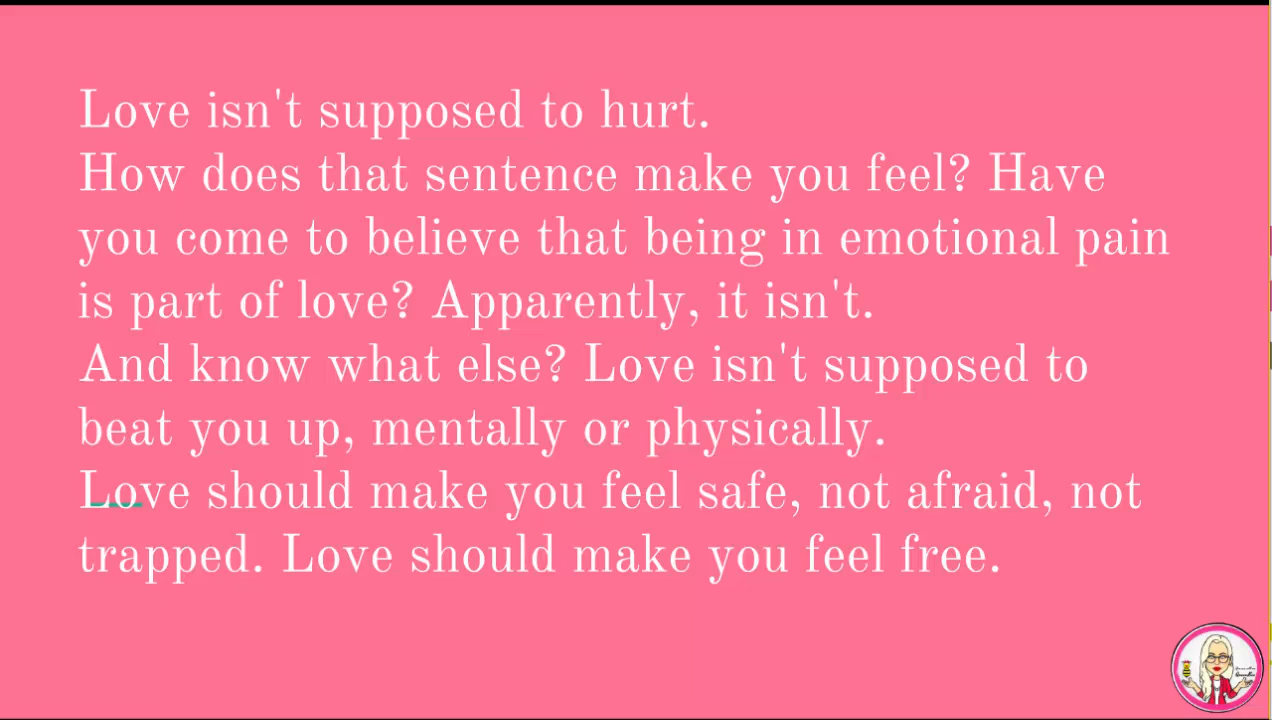 Love isn't supposed to hurt.
How does that sentence make you feel? Have
you come to believe that being in emotional pain
is part of love? Apparently, it isn't.
And know what else? Love isn't supposed to
beat you up, mentally or physically.
Love should make you feel safe, not afraid, not
trapped. Love should make you feel free.